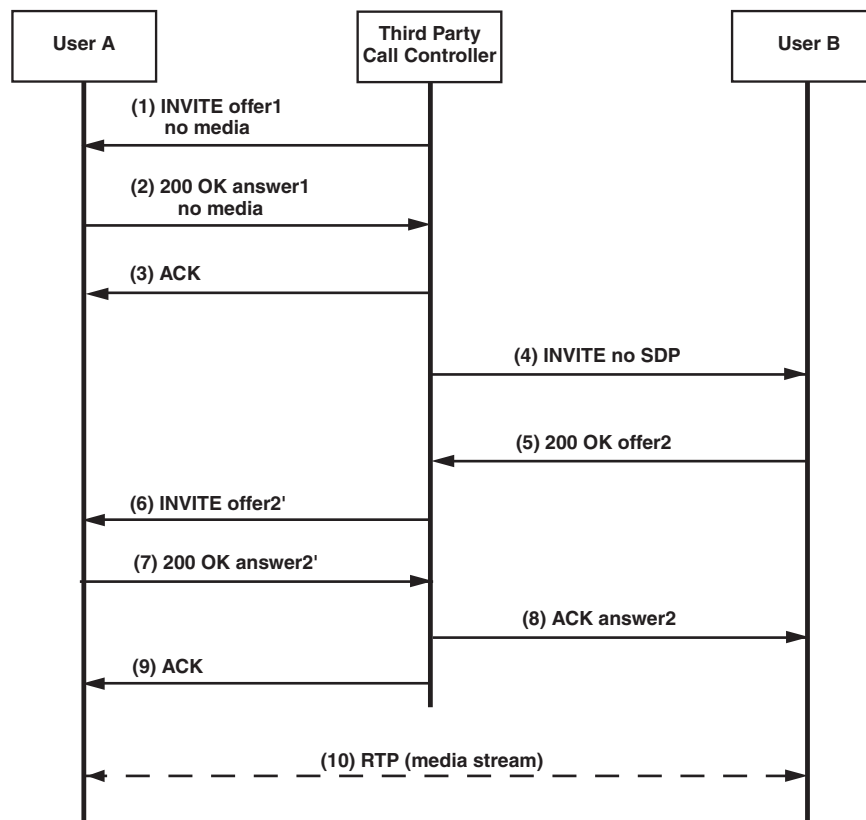 User A
Third Party
Call Controller
User B
(1) INVITE offer1
no media
(2) 200 OK answer1
no media
(3) ACK
(4) INVITE no SDP
(5) 200 OK offer2
(6) INVITE offer2'
(7) 200 OK answer2'
(8) ACK answer2
(9) ACK
(10) RTP (media stream)